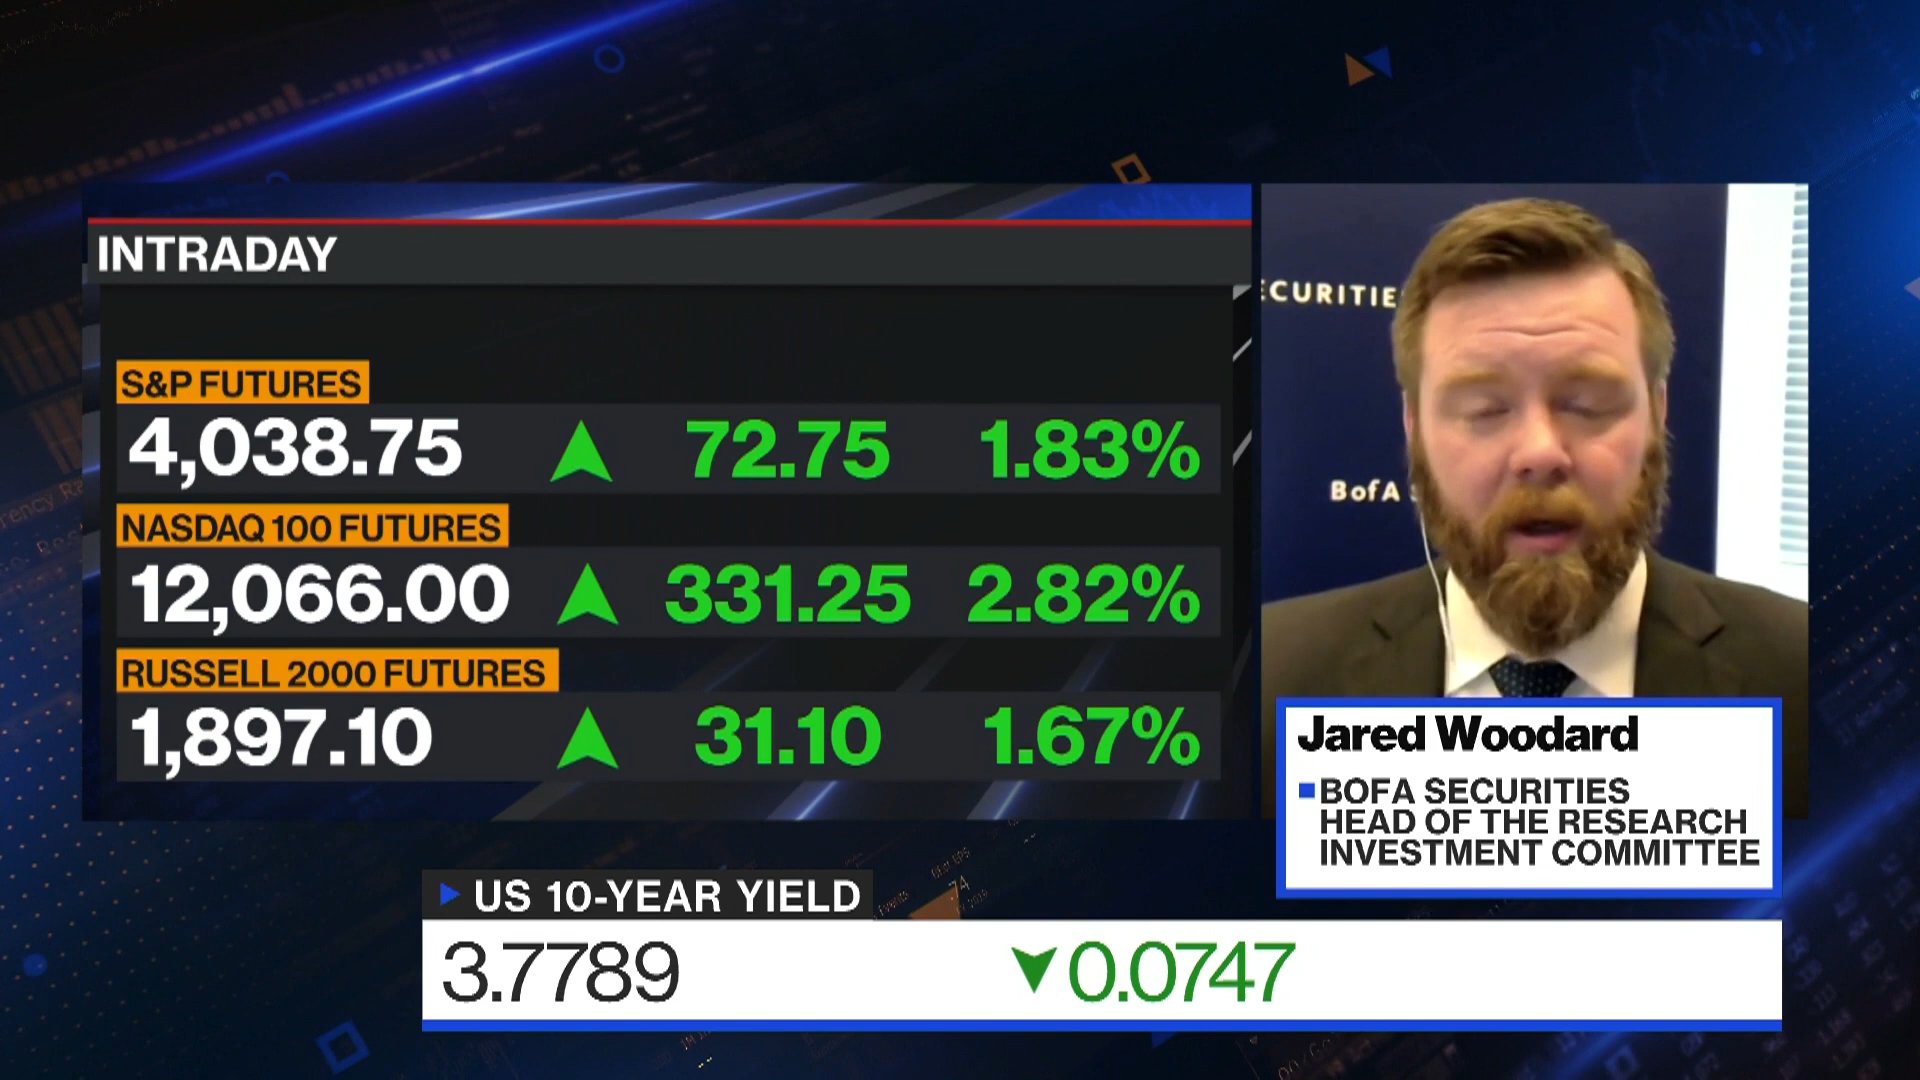 INTRADAY
S&P FUTURES
4,038.75 ▲ 72.75 1.83%
NASDAQ 100 FUTURES
12,066.00 ▲ 331.25 2.82%
RUSSELL 2000 FUTURES
1,897.10 ▲ 31.10 1.67%
ECURITIE
BofA
Jared Woodard
BOFA SECURITIES
HEAD OF THE RESEARCH
INVESTMENT COMMITTEE
US 10-YEAR YIELD
3.7789 ▼ 0.0747